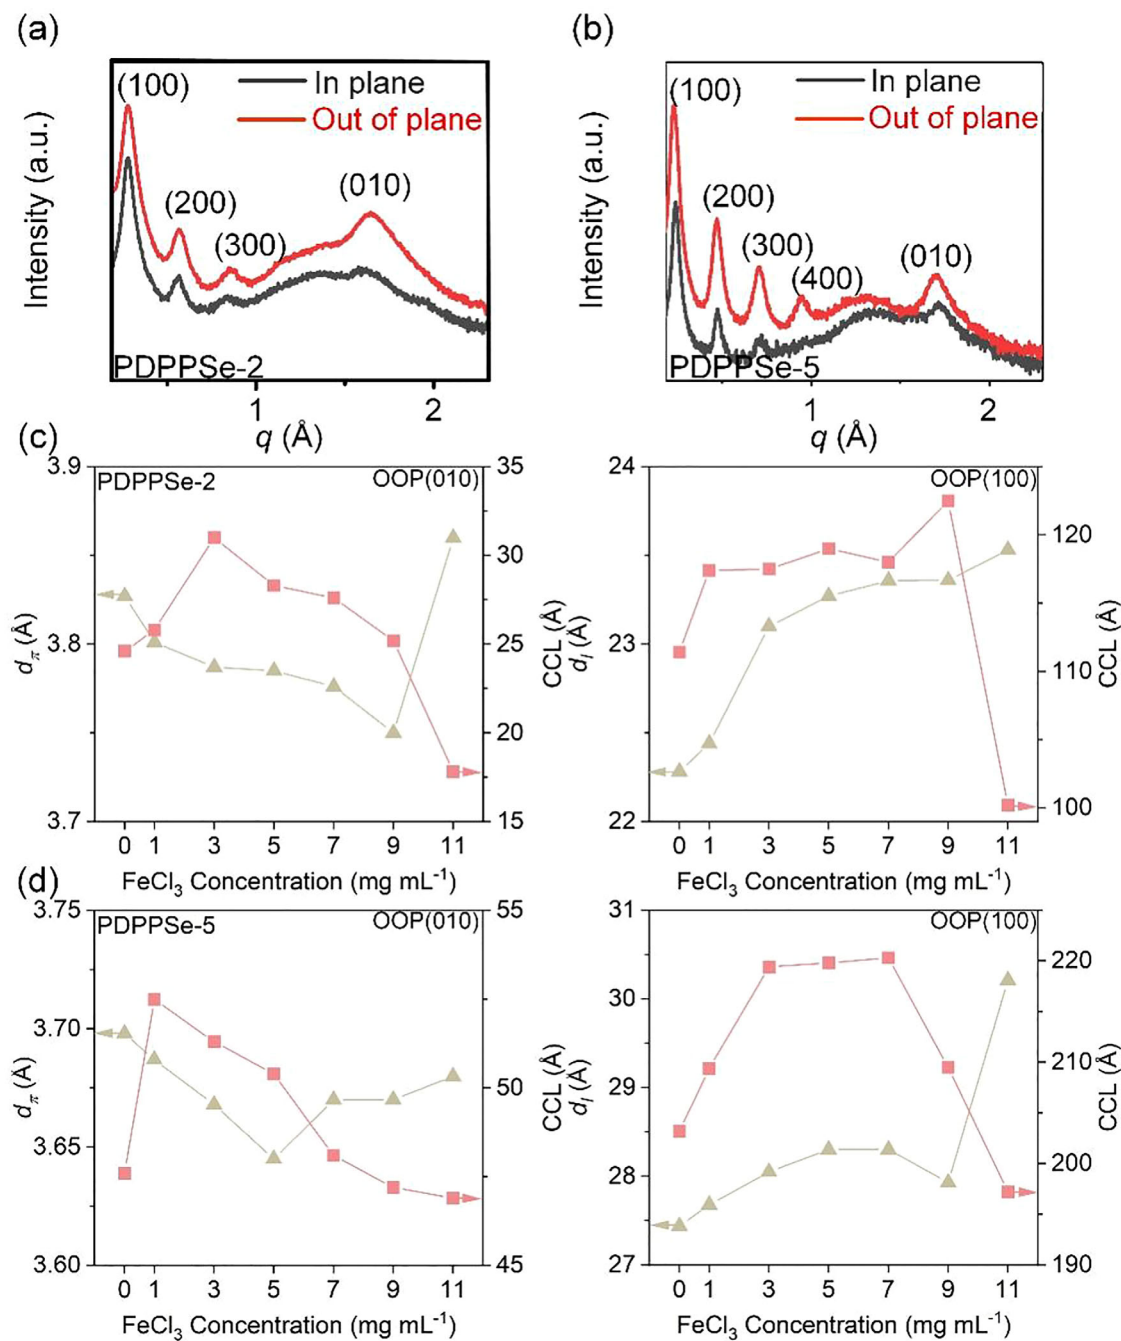 (a)
(100)
In plane
Out of plane
(200)
(300)
(010)
PDPPSe-2
Intensity (a.u.)
1
2
q (Å)
(b)
(100)
In plane
Out of plane
(200)
(300)
(400)
(010)
PDPPSe-5
Intensity (a.u.)
1
2
q (Å)
(c)
PDPPSe-2
OOP(010)
3.9
3.8
3.7
dπ (Å)
35
30
25
20
15
CCL (Å)
0 1 3 5 7 9 11
FeCl3 Concentration (mg mL-1)
OOP(100)
24
23
22
dl (Å)
120
110
100
CCL (Å)
0 1 3 5 7 9 11
FeCl3 Concentration (mg mL-1)
(d)
PDPPSe-5
OOP(010)
3.75
3.70
3.65
3.60
dπ (Å)
55
50
45
CCL (Å)
0 1 3 5 7 9 11
FeCl3 Concentration (mg mL-1)
OOP(100)
31
30
29
28
27
dl (Å)
220
210
200
190
CCL (Å)
0 1 3 5 7 9 11
FeCl3 Concentration (mg mL-1)